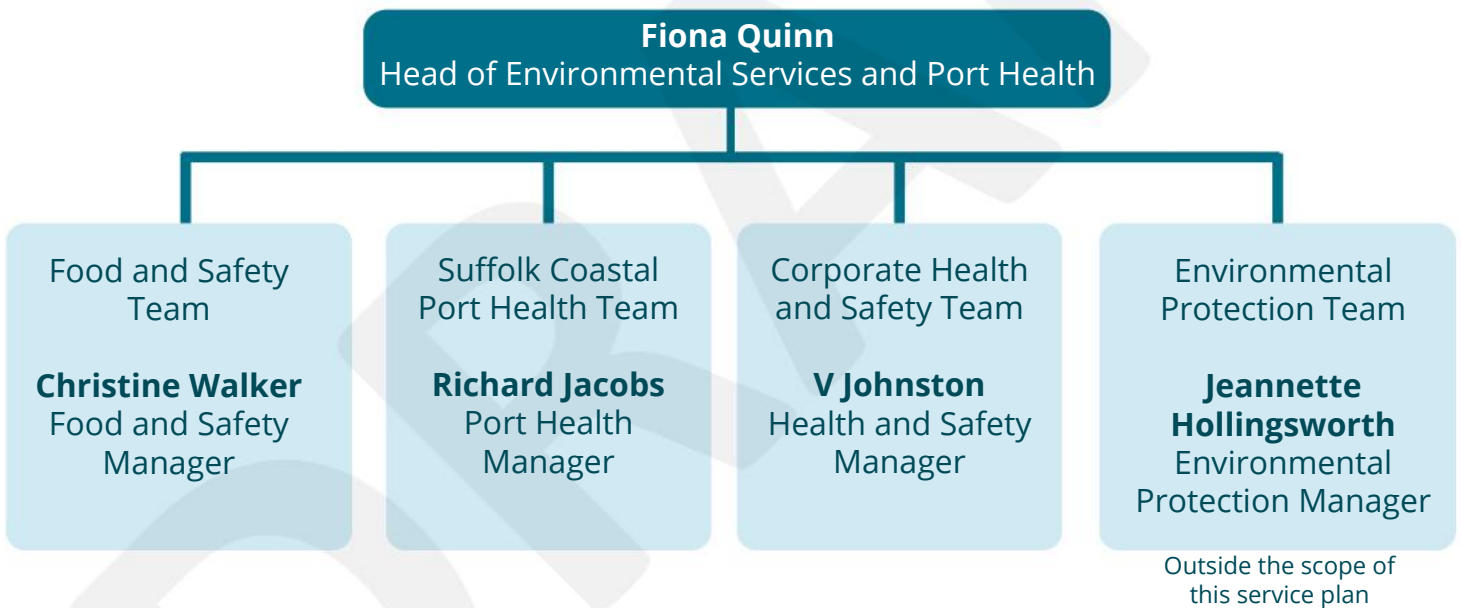 Fiona Quinn
Head of Environmental Services and Port Health
Food and Safety
Team
Christine Walker
Food and Safety
Manager
Suffolk Coastal
Port Health Team
Richard Jacobs
Port Health
Manager
Corporate Health
and Safety Team
V Johnston
Health and Safety
Manager
Environmental
Protection Team
Jeannette
Hollingsworth
Environmental
Protection Manager
Outside the scope of
this service plan